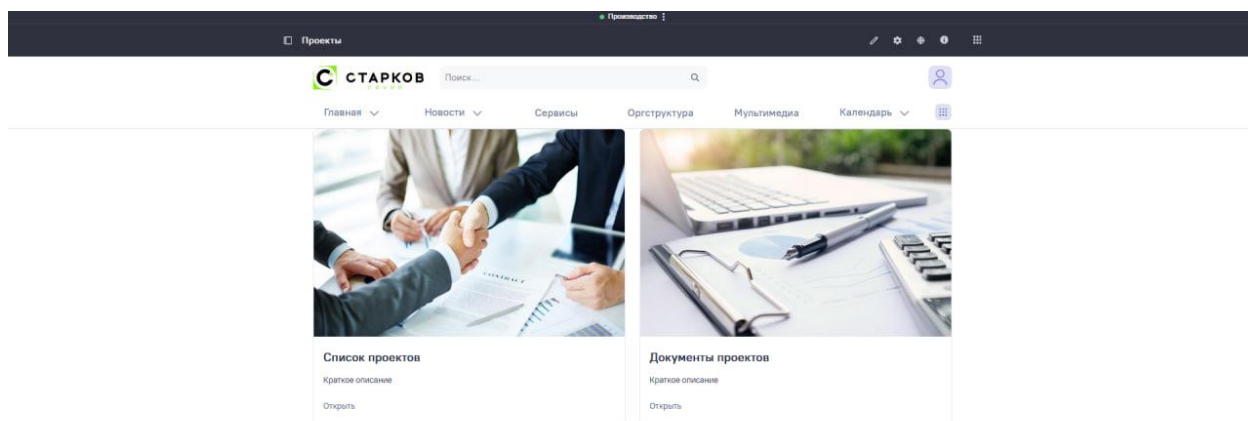 Производство
Проекты
СТАРКОВ
Поиск...
Главная Новости Сервисы Оргструктура Мультимедиа Календарь
CONTRACT
Список проектов Документы проектов
Краткое описание Краткое описание
Открыть Открыть